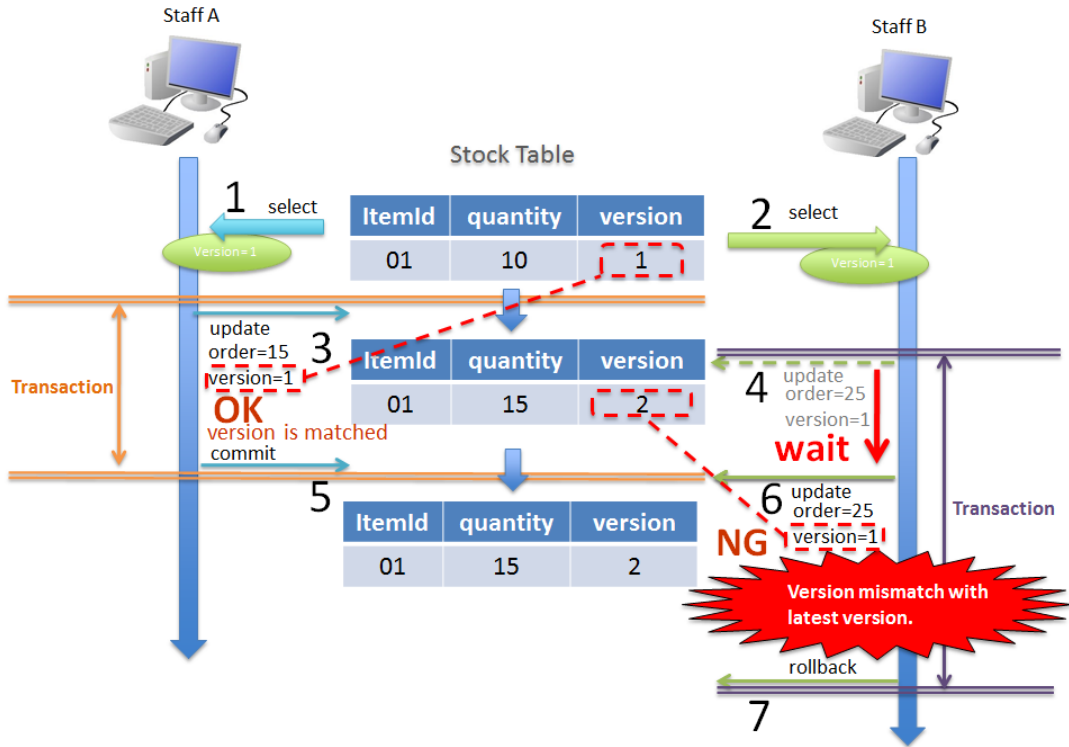 Staff A
Staff B
Stock Table
1 select
2 select
Version=1
Version=1
ItemId quantity version
01 10 1
update
order=15
version=1
3
OK
version is matched
commit
Transaction
ItemId quantity version
01 15 2
4
update
order=25
version=1
wait
5
ItemId quantity version
01 15 2
6
update
order=25
version=1
NG
Transaction
Version mismatch with
latest version.
rollback
7